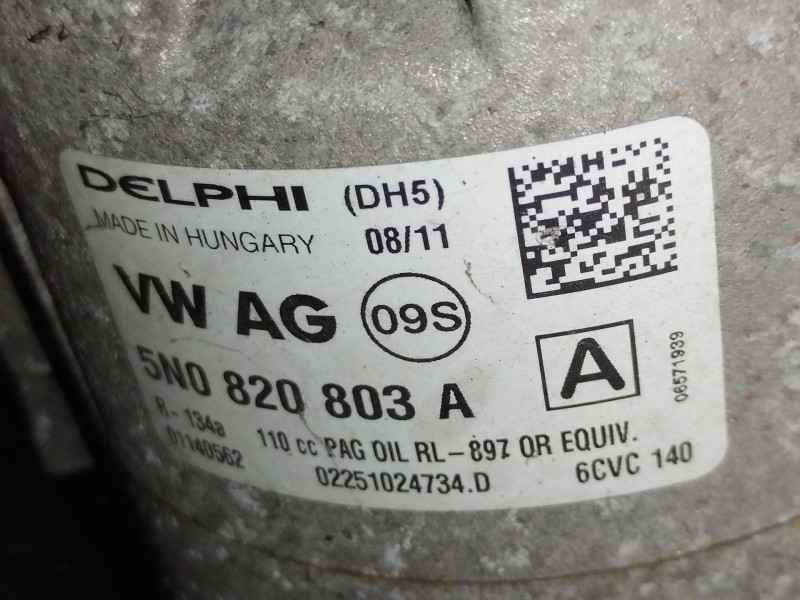 DELPHI (DH5)
MADE IN HUNGARY 08/11
VW AG 09S
5N0 820 803 A A
R-134a 110 cc PAG OIL RL-897 OR EQUIV.
01140562 02251024734.D 6CVC 140
06571939